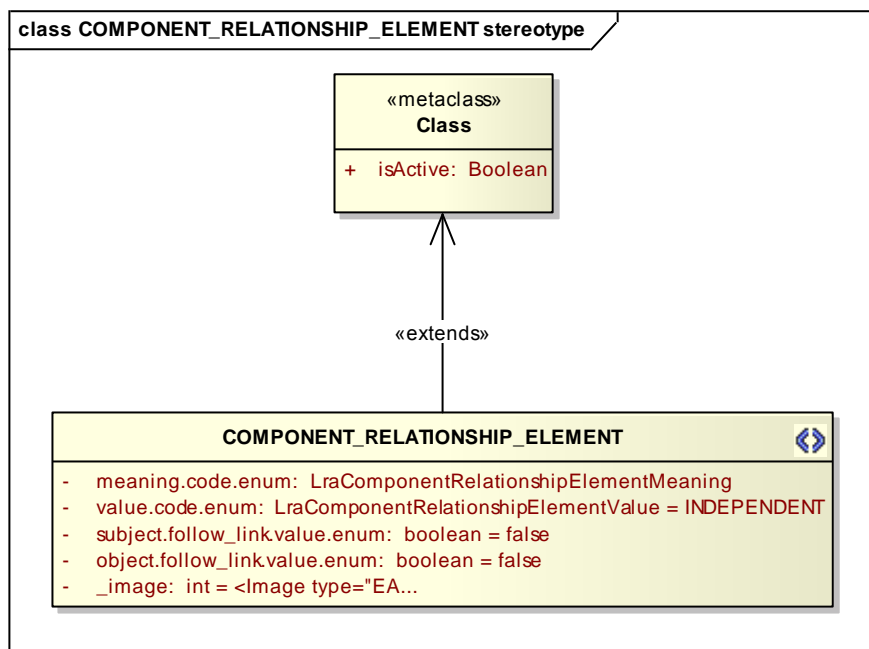 class COMPONENT_RELATIONSHIP_ELEMENT stereotype
«metaclass»
Class
+ isActive: Boolean
«extends»
COMPONENT_RELATIONSHIP_ELEMENT
- meaning.code.enum: LraComponentRelationshipElementMeaning
- value.code.enum: LraComponentRelationshipElementValue = INDEPENDENT
- subject.follow_link.value.enum: boolean = false
- object.follow_link.value.enum: boolean = false
- _image: int = <Image type="EA...